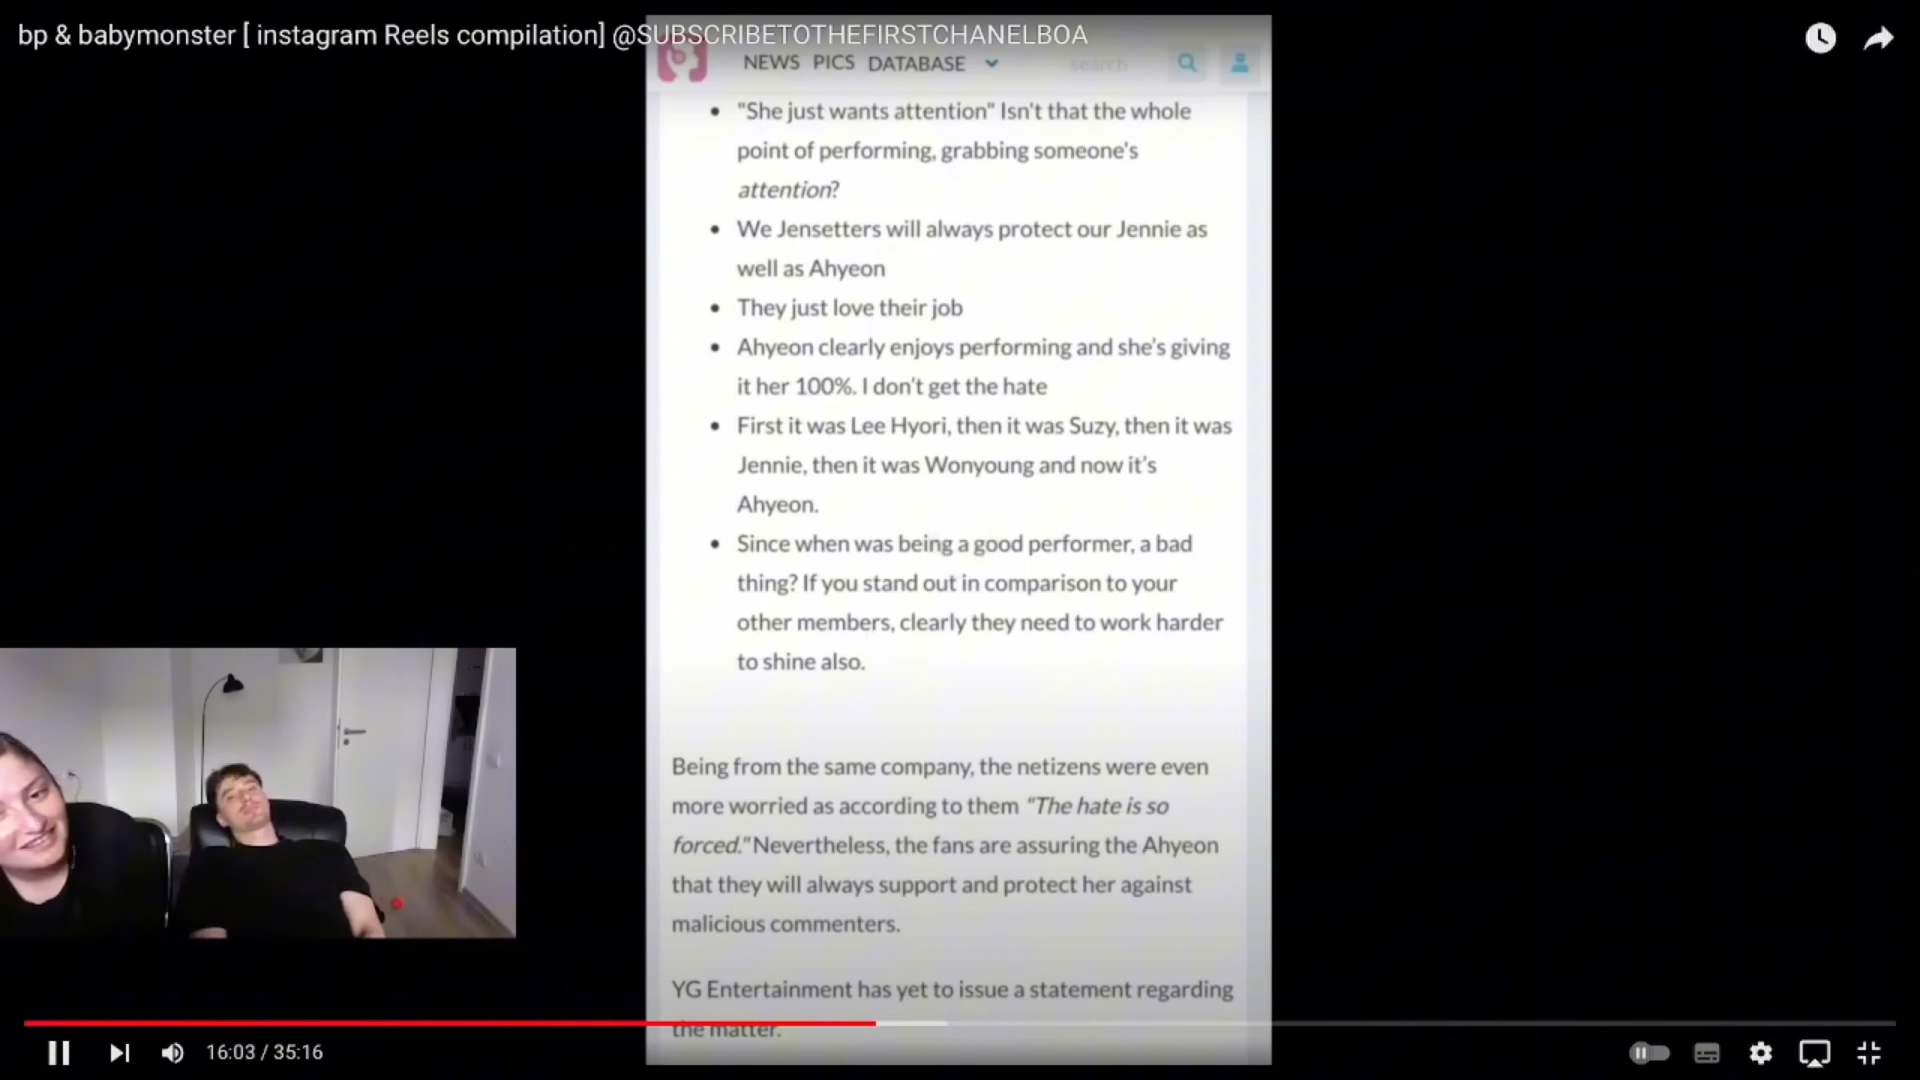 bp & babymonster [ instagram Reels compilation] @SUBSCRIBETOTHEFIRSTCHANELBOA
NEWS PICS DATABASE search
• "She just wants attention" Isn't that the whole
point of performing, grabbing someone's
attention?
• We Jensetters will always protect our Jennie as
well as Ahyeon
• They just love their job
• Ahyeon clearly enjoys performing and she's giving
it her 100%. I don't get the hate
• First it was Lee Hyori, then it was Suzy, then it was
Jennie, then it was Wonyoung and now it's
Ahyeon.
• Since when was being a good performer, a bad
thing? If you stand out in comparison to your
other members, clearly they need to work harder
to shine also.
Being from the same company, the netizens were even
more worried as according to them "The hate is so
forced." Nevertheless, the fans are assuring the Ahyeon
that they will always support and protect her against
malicious commenters.
YG Entertainment has yet to issue a statement regarding
the matter.
16:03 / 35:16